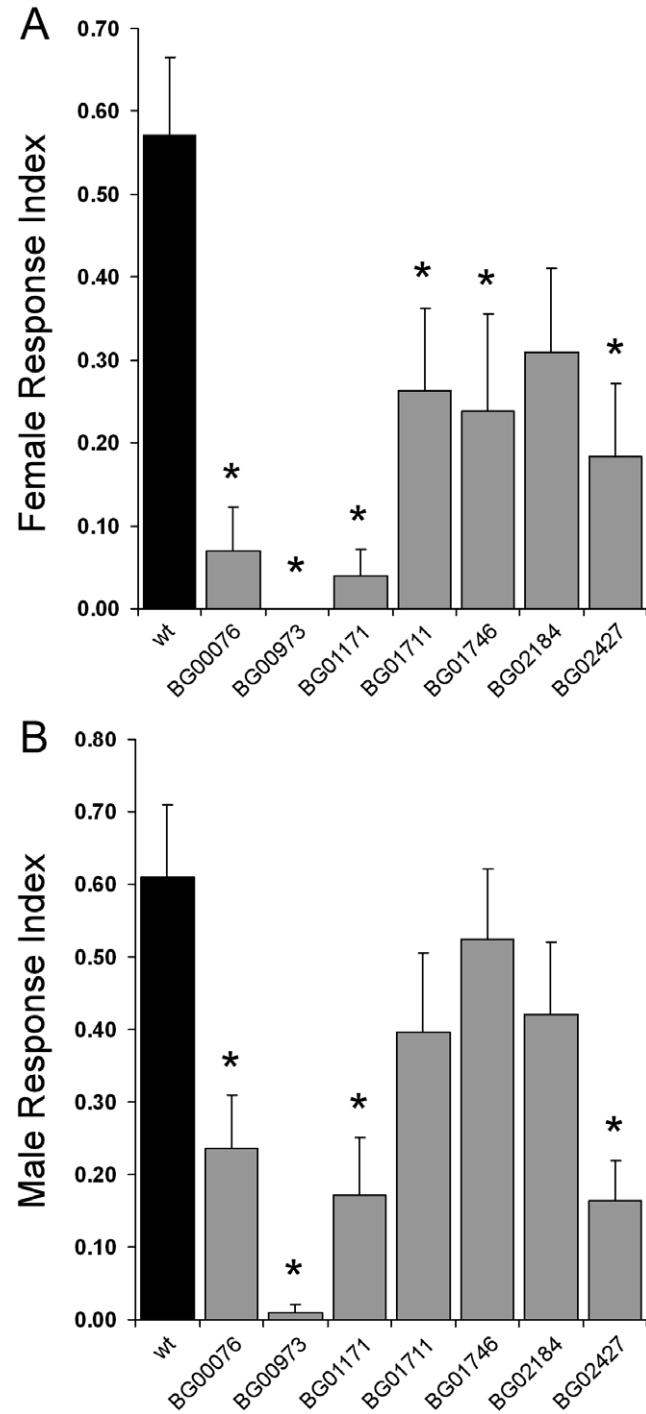 A
Female Response Index
0.70
0.60
0.50
0.40
0.30
0.20
0.10
0.00
*
*
*
*
*
*
wt
BG00076
BG00973
BG01171
BG01711
BG01746
BG02184
BG02427
B
Male Response Index
0.80
0.70
0.60
0.50
0.40
0.30
0.20
0.10
0.00
*
*
*
*
wt
BG00076
BG00973
BG01171
BG01711
BG01746
BG02184
BG02427